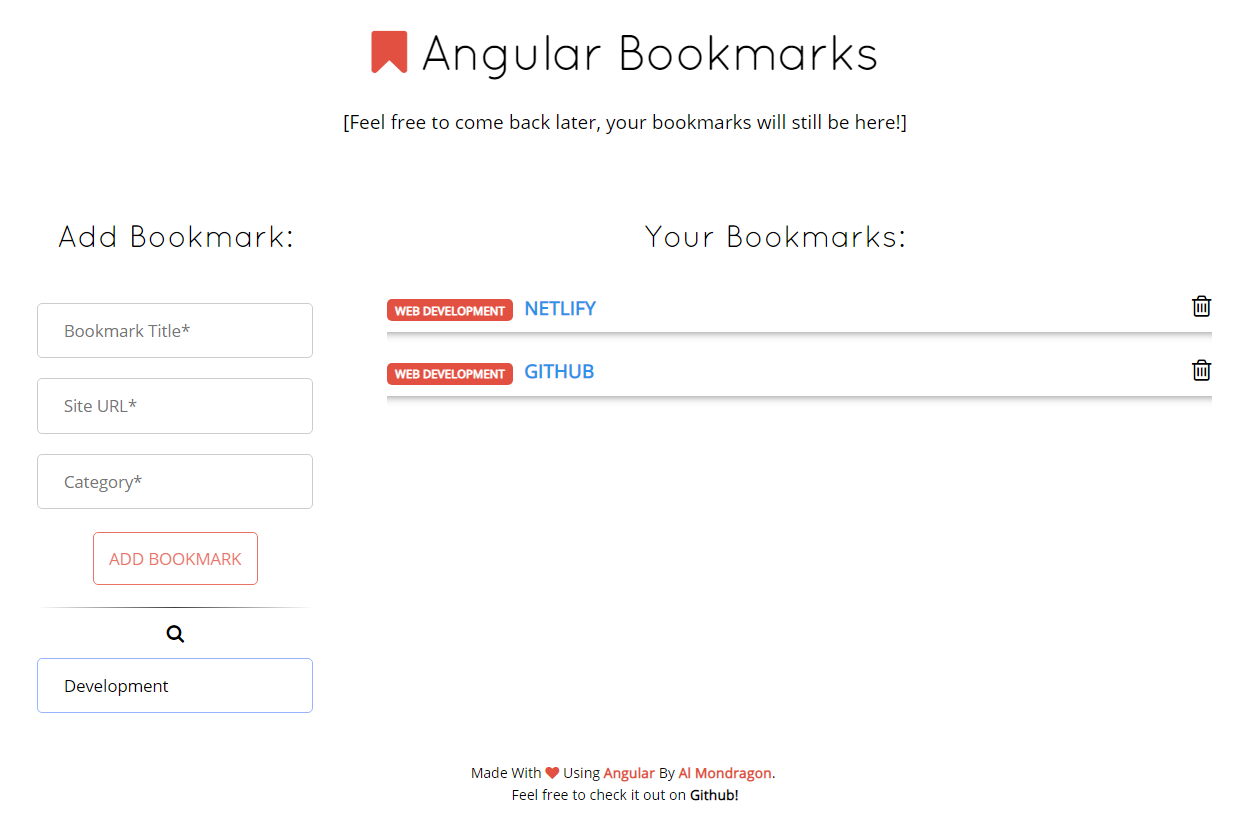 Angular Bookmarks
[Feel free to come back later, your bookmarks will still be here!]
Add Bookmark:
Bookmark Title*
Site URL*
Category*
ADD BOOKMARK
Development
Your Bookmarks:
WEB DEVELOPMENT NETLIFY
WEB DEVELOPMENT GITHUB
Made With ❤ Using Angular By Al Mondragon.
Feel free to check it out on Github!